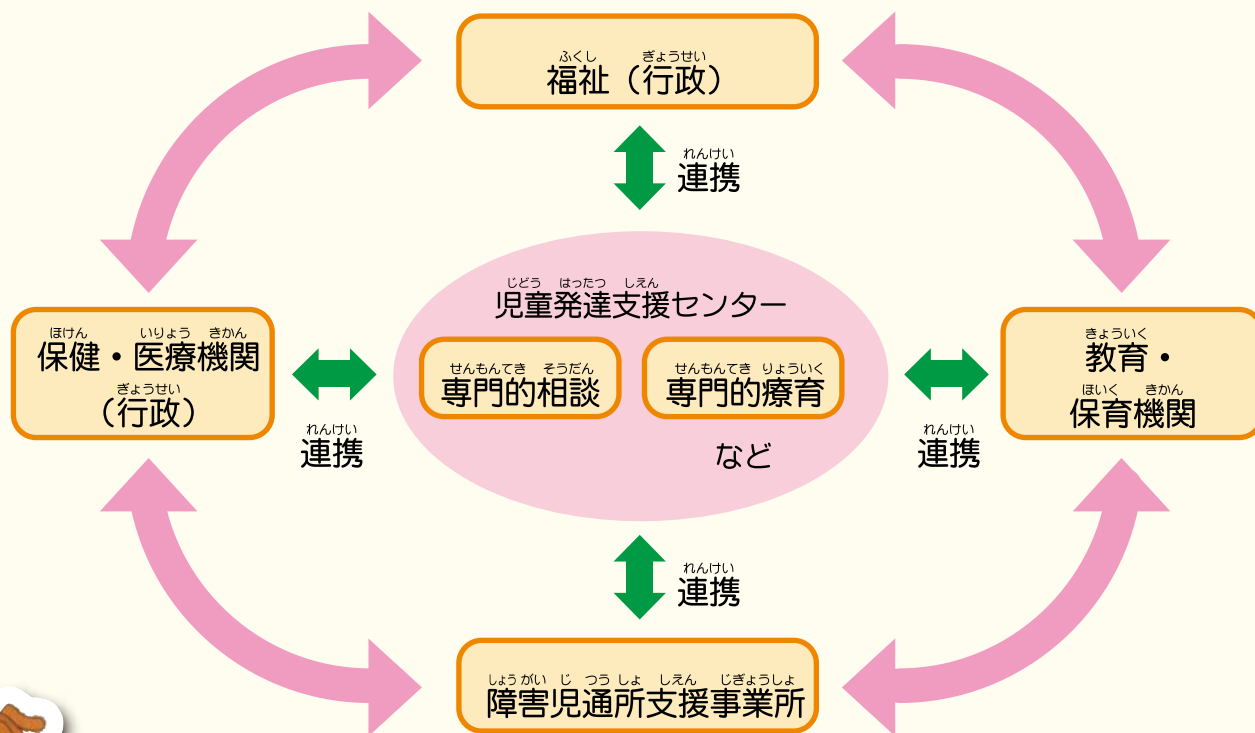 ふくし ぎょうせい
福祉（行政）
れんけい
連携
じどう はったつ しえん
児童発達支援センター
せんもんてき そうだん
専門的相談
せんもんてき りょういく
専門的療育
など
ほけん いりょう きかん
保健・医療機関
ぎょうせい
（行政）
れんけい
連携
きょういく
教育・
ほいく きかん
保育機関
れんけい
連携
れんけい
連携
しょうがい じ つうしょ しえん じぎょうしょ
障害児通所支援事業所